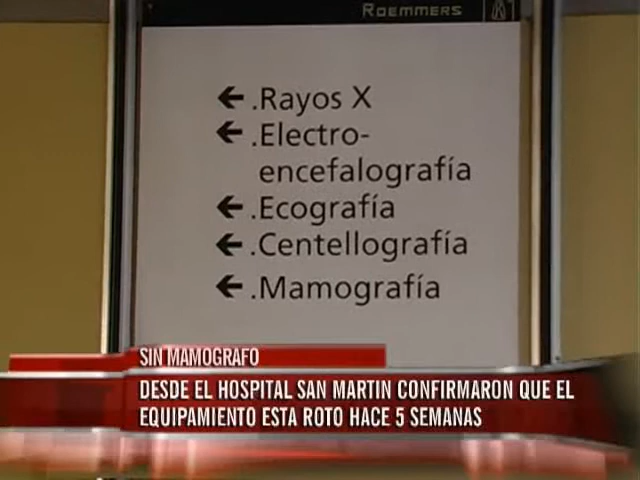 ROEMMERS
← .Rayos X
← .Electro-
encefalografía
← .Ecografía
← .Centellografía
← .Mamografía
SIN MAMOGRAFO
DESDE EL HOSPITAL SAN MARTIN CONFIRMARON QUE EL
EQUIPAMIENTO ESTA ROTO HACE 5 SEMANAS